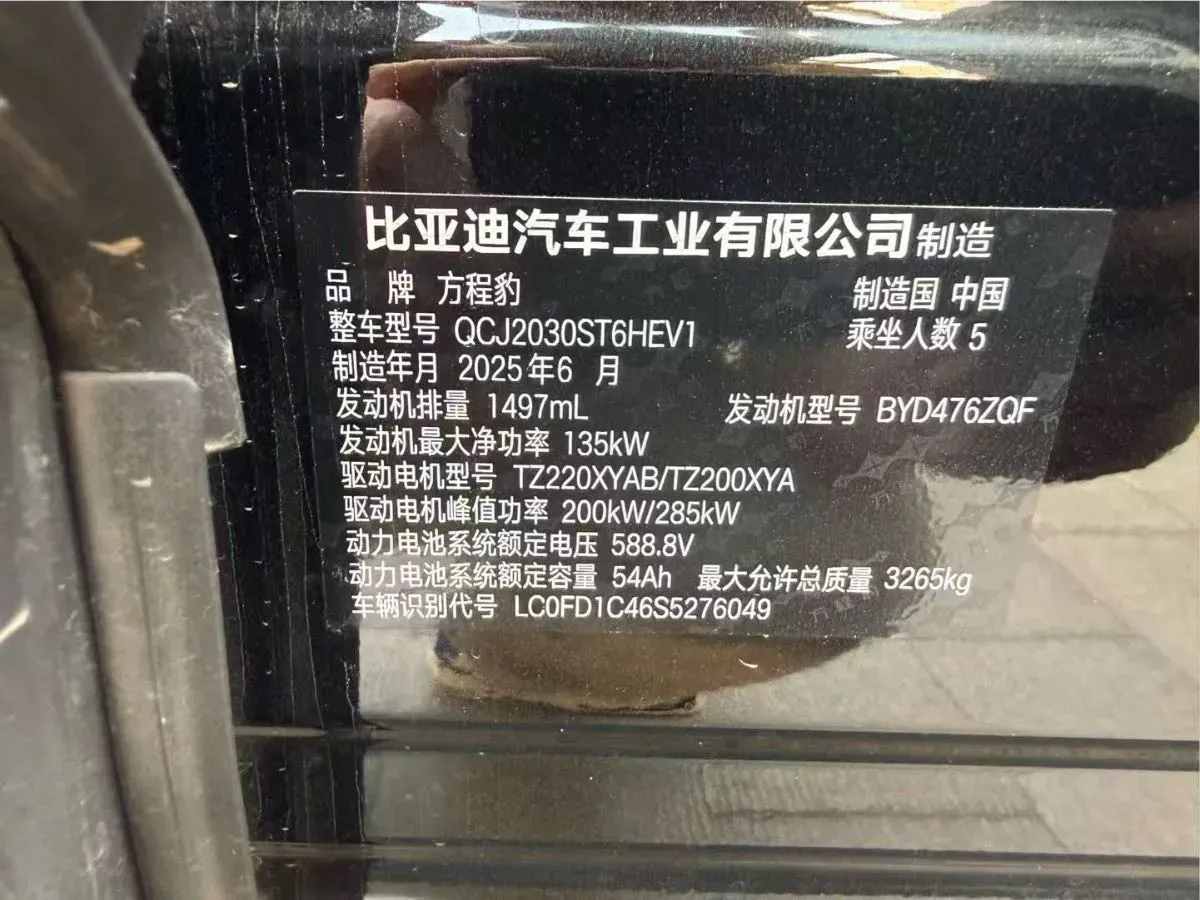 比亚迪汽车工业有限公司制造
品 牌 方程豹 制造国 中国
整车型号 QCJ2030ST6HEV1 乘坐人数 5
制造年月 2025年6 月
发动机排量 1497mL 发动机型号 BYD476ZQF
发动机最大净功率 135kW
驱动电机型号 TZ220XYAB/TZ200XYA
驱动电机峰值功率 200kW/285kW
动力电池系统额定电压 588.8V
动力电池系统额定容量 54Ah 最大允许总质量 3265kg
车辆识别代号 LC0FD1C46S5276049